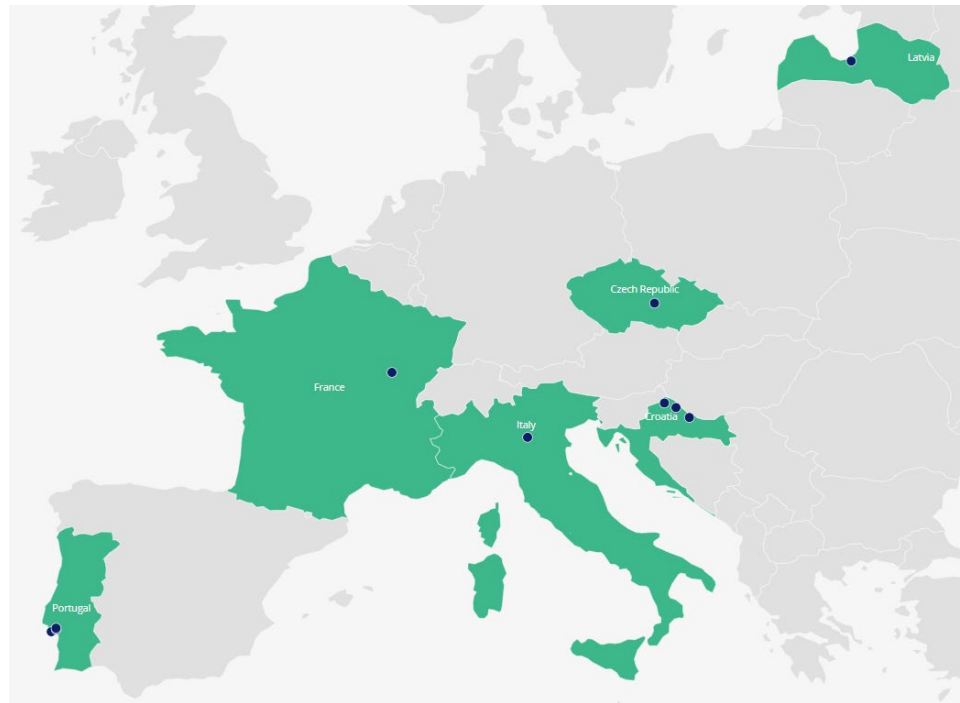 Latvia
Czech Republic
France
Croatia
Italy
Portugal